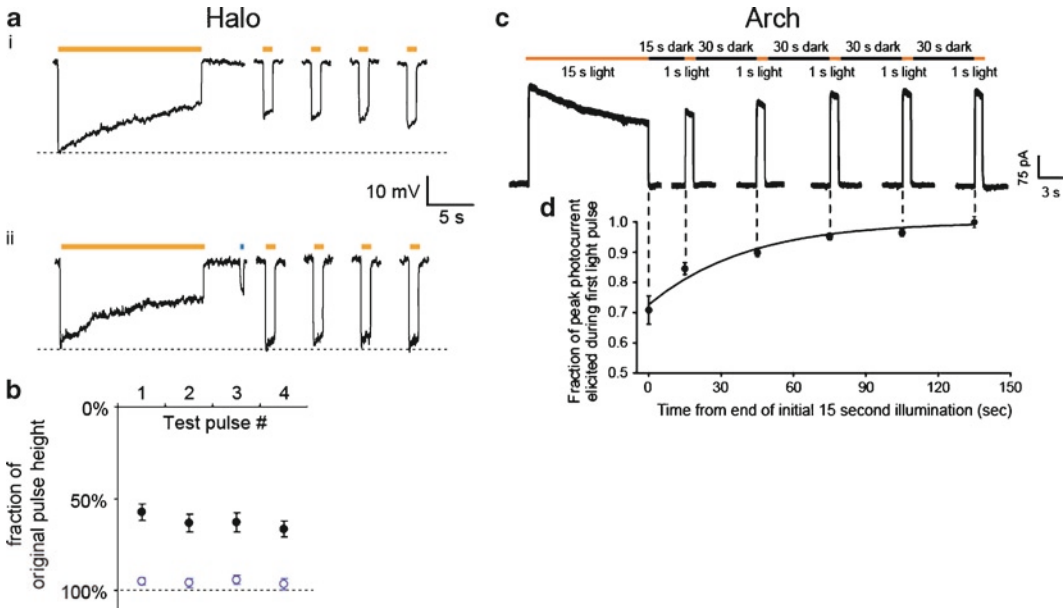 a
Halo
i
10 mV
5 s
ii
b
1 2 3 4
Test pulse #
0%
50%
100%
fraction of
original pulse height
c
Arch
15 s dark 30 s dark 30 s dark 30 s dark 30 s dark
15 s light 1 s light 1 s light 1 s light 1 s light 1 s light
75 pA
3 s
d
Fraction of peak photocurrent
elicited during first light pulse
1.0
0.9
0.8
0.7
0.6
0.5
0 30 60 90 120 150
Time from end of initial 15 second illumination (sec)